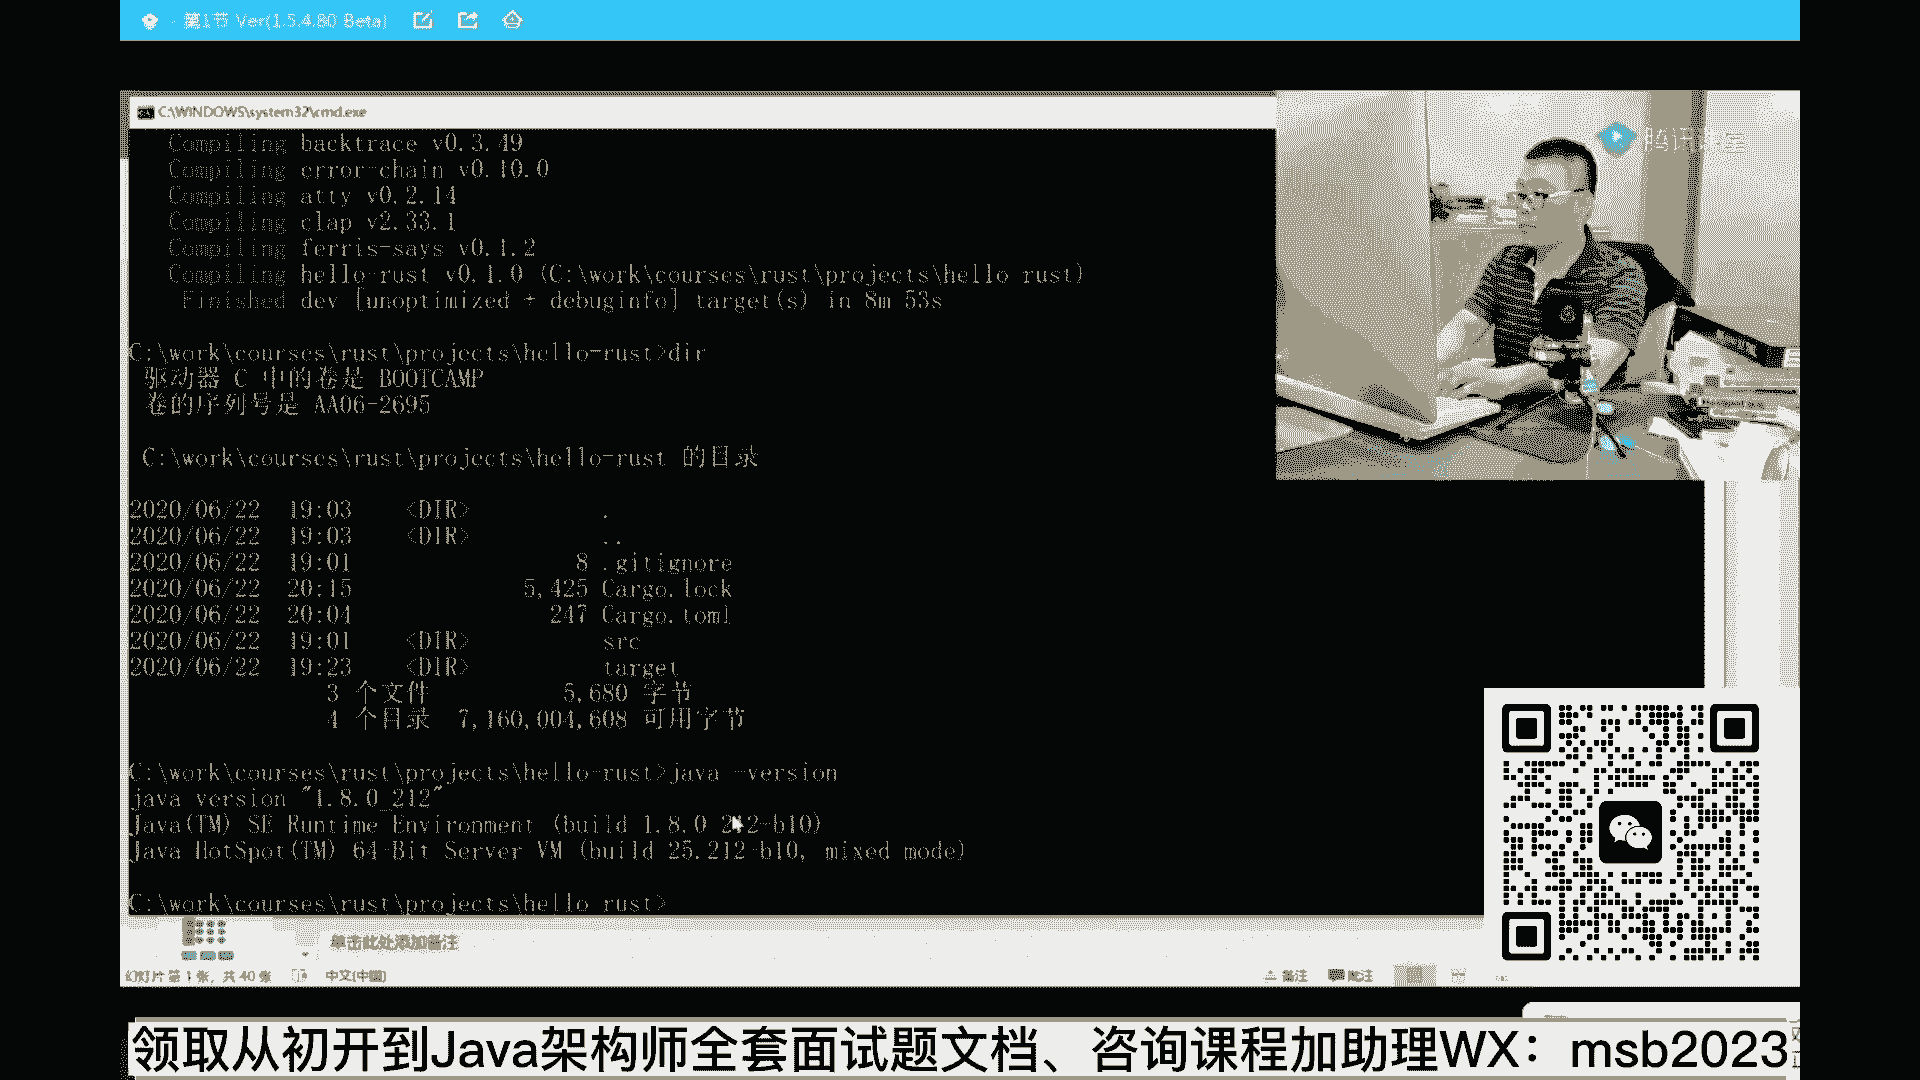 · 第1节 Ver(1.5.4.80 Beta)
C:\WINDOWS\system32\cmd.exe
腾讯课堂
Compiling backtrace v0.3.49
Compiling error-chain v0.10.0
Compiling atty v0.2.14
Compiling clap v2.33.1
Compiling ferris-says v0.1.2
Compiling hello-rust v0.1.0 (C:\work\courses\rust\projects\hello-rust)
Finished dev [unoptimized + debuginfo] target(s) in 8m 53s
C:\work\courses\rust\projects\hello-rust>dir
驱动器 C 中的卷是 BOOTCAMP
卷的序列号是 AA06-2695
C:\work\courses\rust\projects\hello-rust 的目录
2020/06/22 19:03 <DIR> .
2020/06/22 19:03 <DIR> ..
2020/06/22 19:01 8 .gitignore
2020/06/22 20:15 5,425 Cargo.lock
2020/06/22 20:04 247 Cargo.toml
2020/06/22 19:01 <DIR> src
2020/06/22 19:23 <DIR> target
3 个文件 5,680 字节
4 个目录 7,160,004,608 可用字节
C:\work\courses\rust\projects\hello-rust>java -version
java version "1.8.0_212"
Java(TM) SE Runtime Environment (build 1.8.0_212-b10)
Java HotSpot(TM) 64-Bit Server VM (build 25.212-b10, mixed mode)
C:\work\courses\rust\projects\hello-rust>
单击此处添加备注
幻灯片 第 1 张，共 40 张 中文(中国) 备注 批注
领取从初开到Java架构师全套面试题文档、咨询课程加助理WX：msb2023